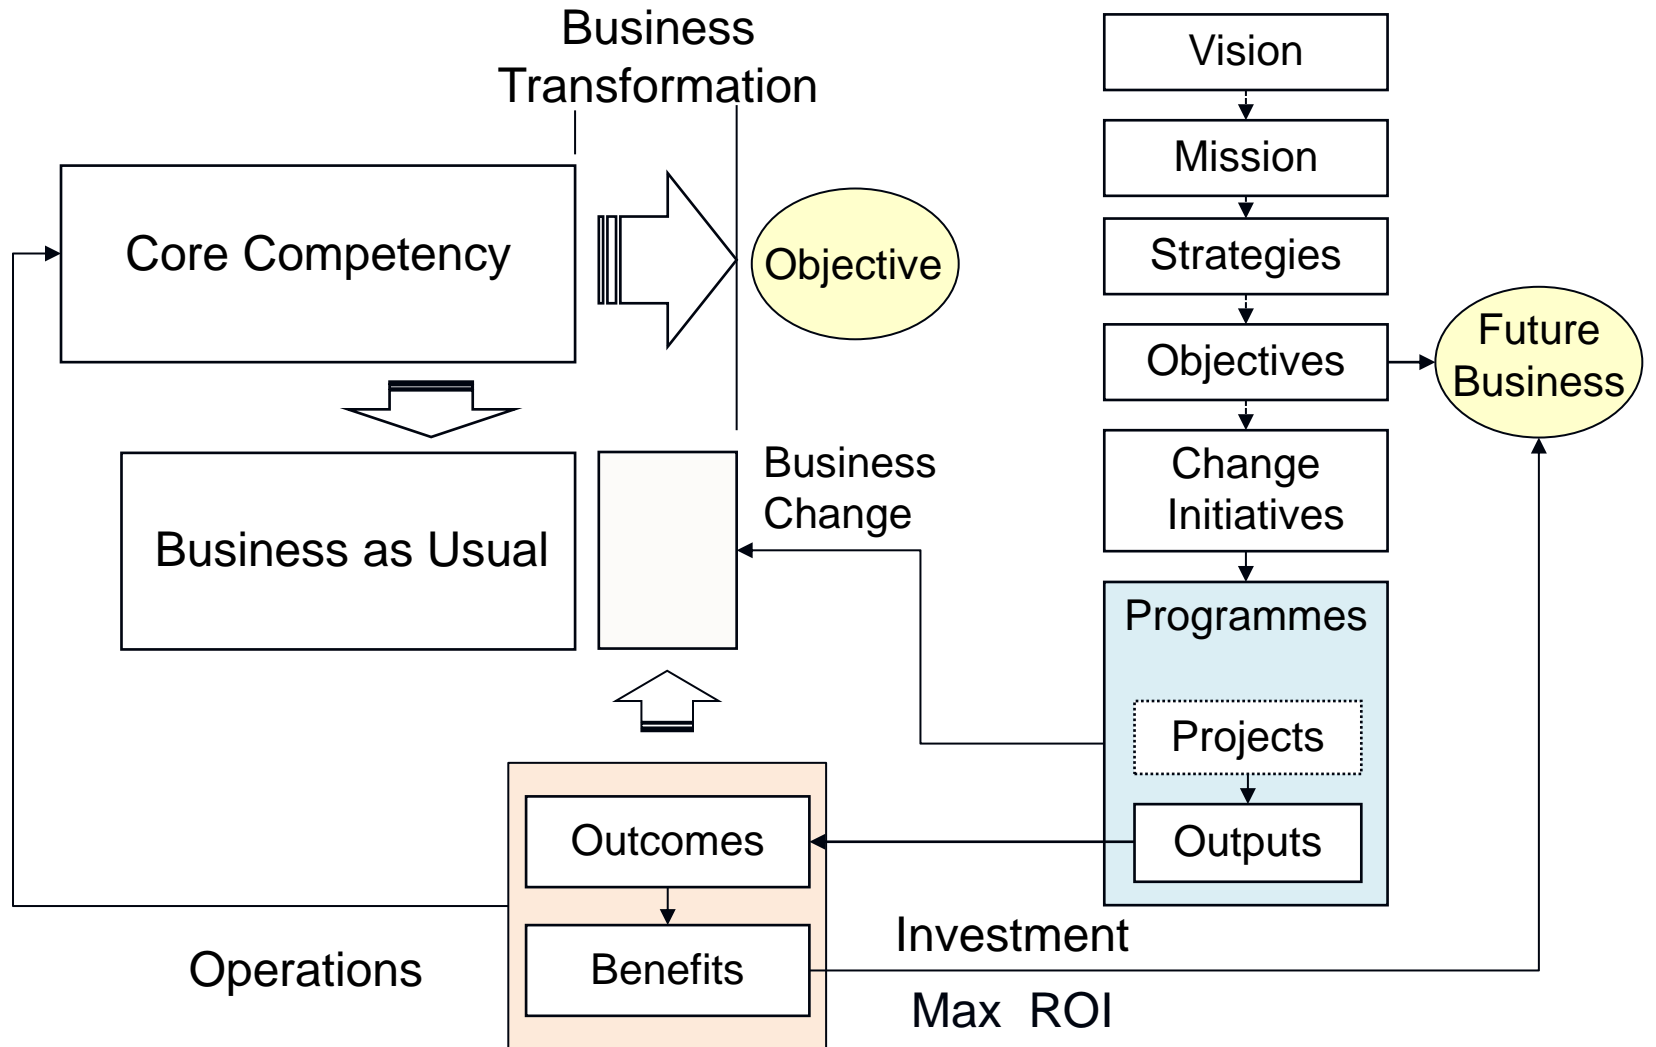 Business
Transformation
Core Competency
Objective
Business as Usual
Business
Change
Outcomes
Benefits
Operations
Investment
Max ROI
Vision
Mission
Strategies
Objectives
Future
Business
Change
Initiatives
Programmes
Projects
Outputs